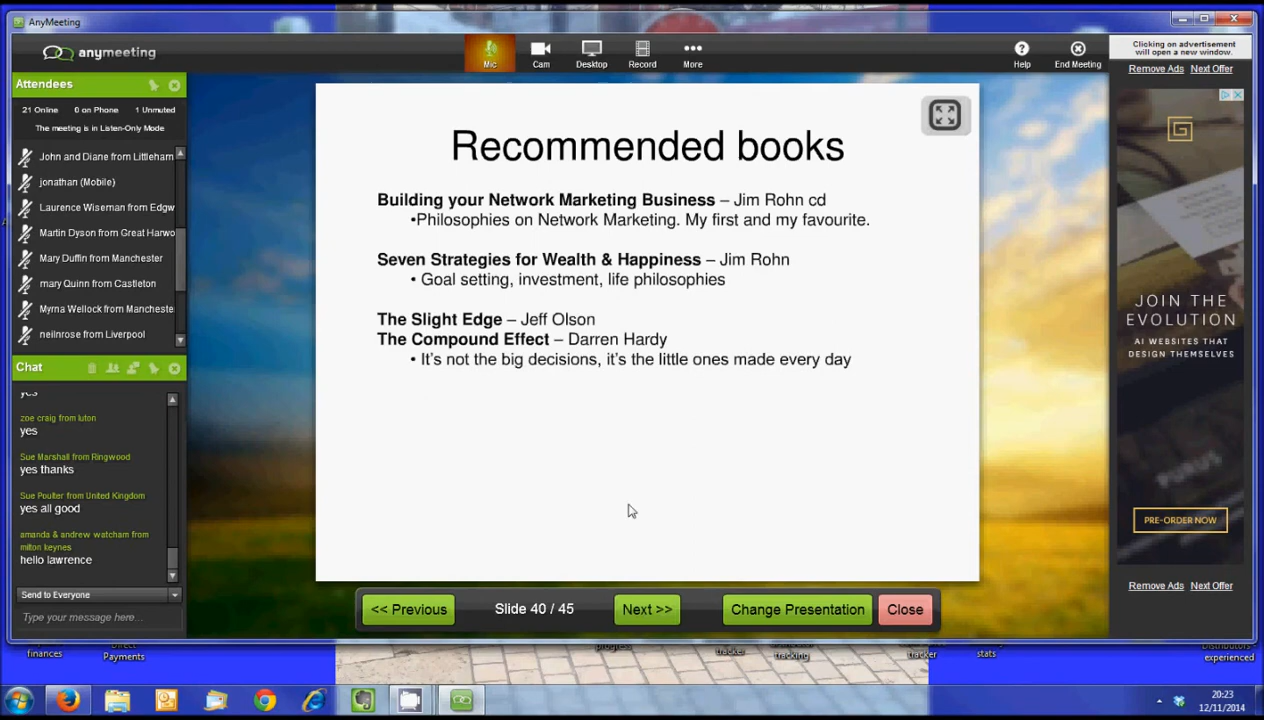 AnyMeeting
anymeeting
Mic
Cam
Desktop
Record
More
Help
End Meeting
Clicking on advertisement
will open a new window.
Remove Ads Next Offer
Attendees
21 Online 0 on Phone 1 Unmuted
The meeting is in Listen-Only Mode
John and Diane from Littleham
jonathan (Mobile)
Laurence Wiseman from Edgw
Martin Dyson from Great Harwo
Mary Duffin from Manchester
mary Quinn from Castleton
Myrna Wellock from Mancheste
neilnrose from Liverpool
Chat
yes
zoe craig from luton
yes
Sue Marshall from Ringwood
yes thanks
Sue Poulter from United Kingdom
yes all good
amanda & andrew watcham from
milton keynes
hello lawrence
Send to Everyone
Type your message here...
Recommended books
Building your Network Marketing Business – Jim Rohn cd
•Philosophies on Network Marketing. My first and my favourite.
Seven Strategies for Wealth & Happiness – Jim Rohn
• Goal setting, investment, life philosophies
The Slight Edge – Jeff Olson
The Compound Effect – Darren Hardy
• It's not the big decisions, it's the little ones made every day
<< Previous
Slide 40 / 45
Next >>
Change Presentation
Close
JOIN THE
EVOLUTION
AI WEBSITES THAT
DESIGN THEMSELVES
PURUS
PRE-ORDER NOW
Remove Ads Next Offer
finances
Direct
Payments
progress
tracker
tracking
tracker
stats
Distributors
experienced
20:23
12/11/2014